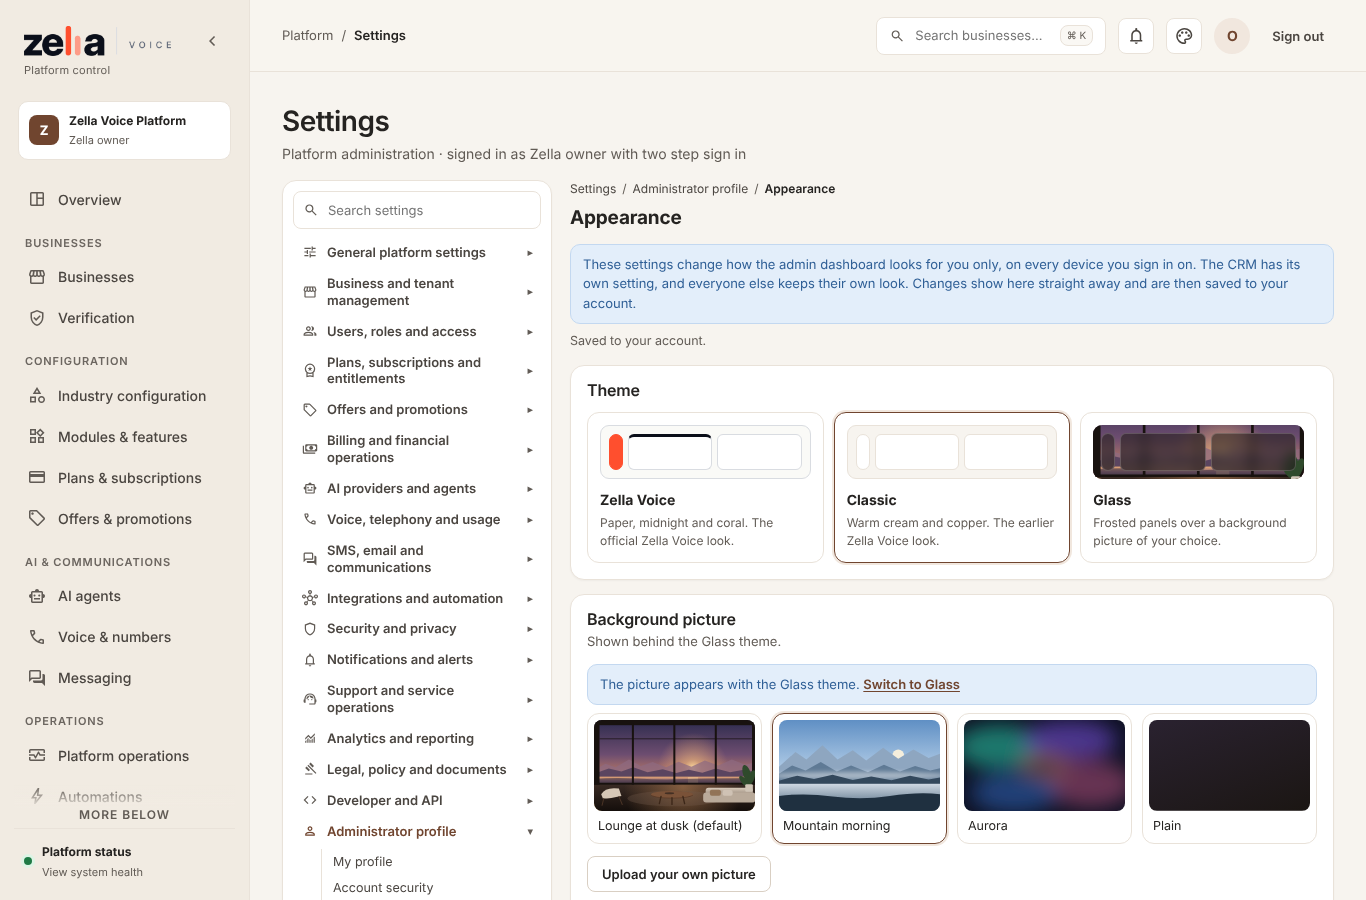 zella VOICE
Platform control
Z
Zella Voice Platform
Zella owner
Overview
BUSINESSES
Businesses
Verification
CONFIGURATION
Industry configuration
Modules & features
Plans & subscriptions
Offers & promotions
AI & COMMUNICATIONS
AI agents
Voice & numbers
Messaging
OPERATIONS
Platform operations
Automations
MORE BELOW
Platform status
View system health
Platform / Settings
Search businesses...
⌘ K
O
Sign out
Settings
Platform administration · signed in as Zella owner with two step sign in
Search settings
General platform settings
Business and tenant
management
Users, roles and access
Plans, subscriptions and
entitlements
Offers and promotions
Billing and financial
operations
AI providers and agents
Voice, telephony and usage
SMS, email and
communications
Integrations and automation
Security and privacy
Notifications and alerts
Support and service
operations
Analytics and reporting
Legal, policy and documents
Developer and API
Administrator profile
My profile
Account security
Settings / Administrator profile / Appearance
Appearance
These settings change how the admin dashboard looks for you only, on every device you sign in on. The CRM has its
own setting, and everyone else keeps their own look. Changes show here straight away and are then saved to your
account.
Saved to your account.
Theme
Zella Voice
Paper, midnight and coral. The
official Zella Voice look.
Classic
Warm cream and copper. The earlier
Zella Voice look.
Glass
Frosted panels over a background
picture of your choice.
Background picture
Shown behind the Glass theme.
The picture appears with the Glass theme. Switch to Glass
Lounge at dusk (default)
Mountain morning
Aurora
Plain
Upload your own picture